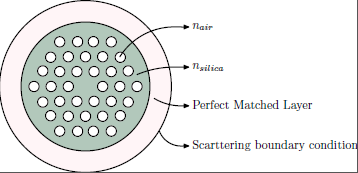 n_air
n_silica
Perfect Matched Layer
Scarttering boundary condition